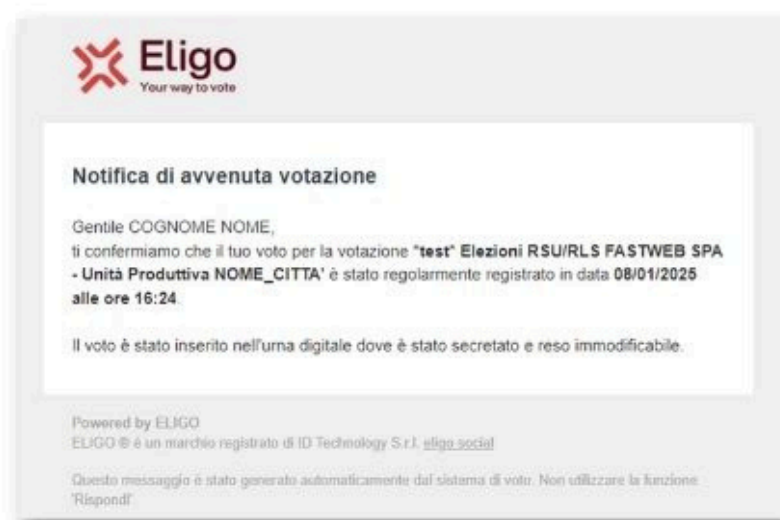 Eligo
Your way to vote
Notifica di avvenuta votazione
Gentile COGNOME NOME,
ti confermiamo che il tuo voto per la votazione "test" Elezioni RSU/RLS FASTWEB SPA
- Unità Produttiva NOME_CITTA' è stato regolarmente registrato in data 08/01/2025
alle ore 16:24.
Il voto è stato inserito nell'urna digitale dove è stato secretato e reso immodificabile.
Powered by ELIGO
ELIGO ® è un marchio registrato di ID Technology S.r.l. eligo social
Questo messaggio è stato generato automaticamente dal sistema di voto. Non utilizzare la funzione
'Rispondi'